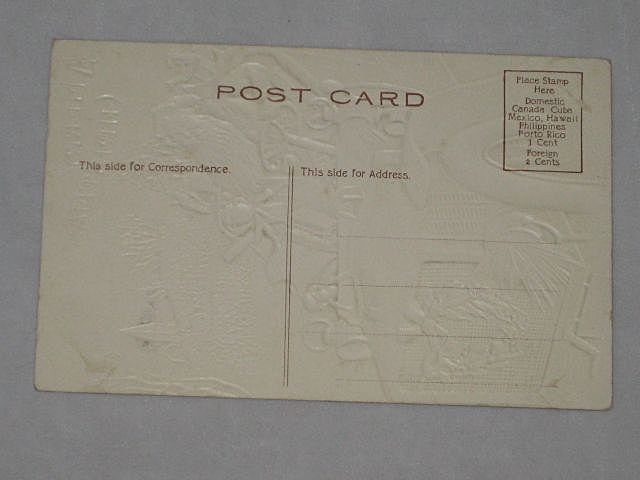 POST CARD
Place Stamp
Here
Domestic
Canada Cuba
Mexico, Hawaii
Philippines
Porto Rico
1 Cent
Foreign
2 Cents
This side for Correspondence.
This side for Address.